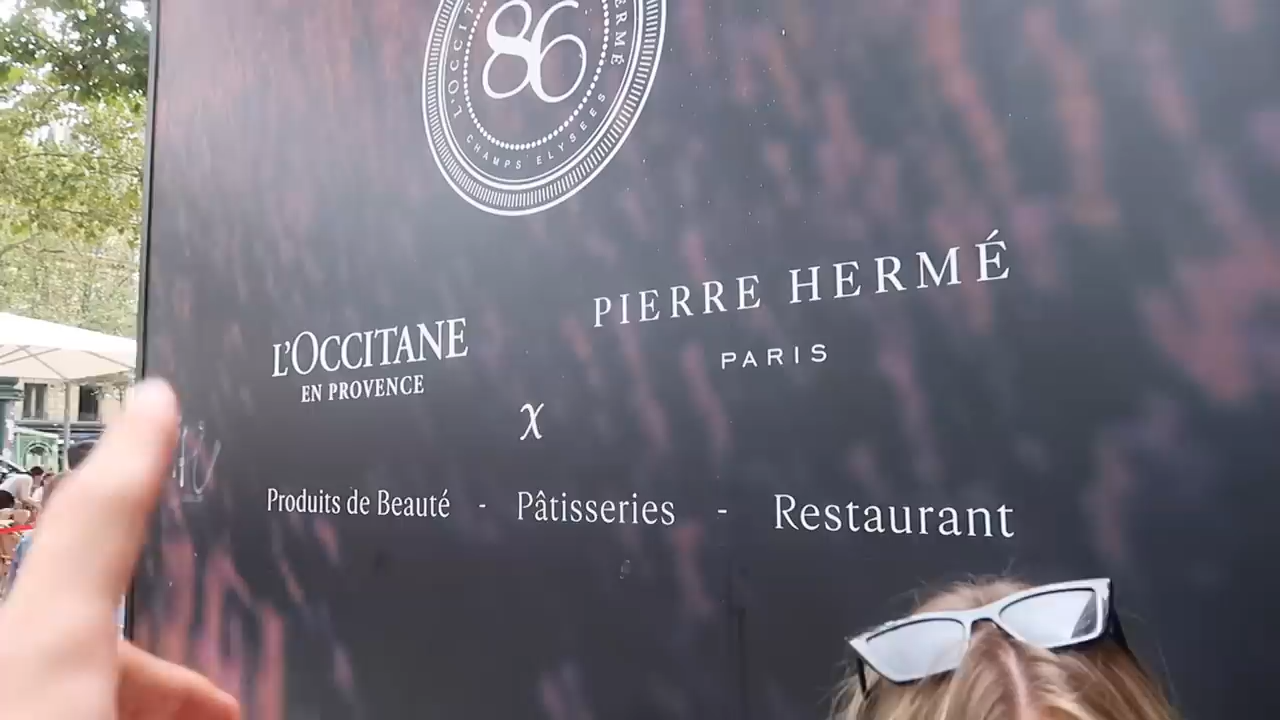 86
CHAMPS ELYSEES
L'OCCITANE
EN PROVENCE
x
PIERRE HERMÉ
PARIS
Produits de Beauté - Pâtisseries - Restaurant